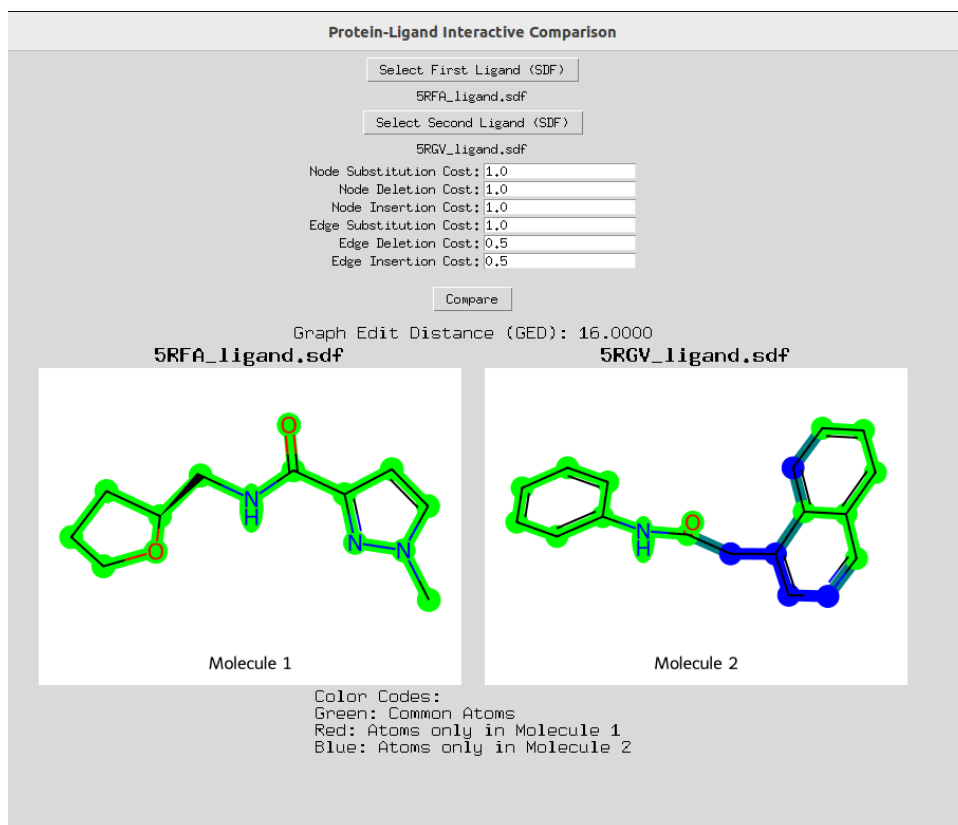 Protein-Ligand Interactive Comparison
Select First Ligand (SDF)
5RFA_ligand.sdf
Select Second Ligand (SDF)
5RGV_ligand.sdf
Node Substitution Cost: 1.0
Node Deletion Cost: 1.0
Node Insertion Cost: 1.0
Edge Substitution Cost: 1.0
Edge Deletion Cost: 0.5
Edge Insertion Cost: 0.5
Compare
Graph Edit Distance (GED): 16.0000
5RFA_ligand.sdf
O
N
H
N
N
O
Molecule 1
5RGV_ligand.sdf
O
N
H
Molecule 2
Color Codes:
Green: Common Atoms
Red: Atoms only in Molecule 1
Blue: Atoms only in Molecule 2